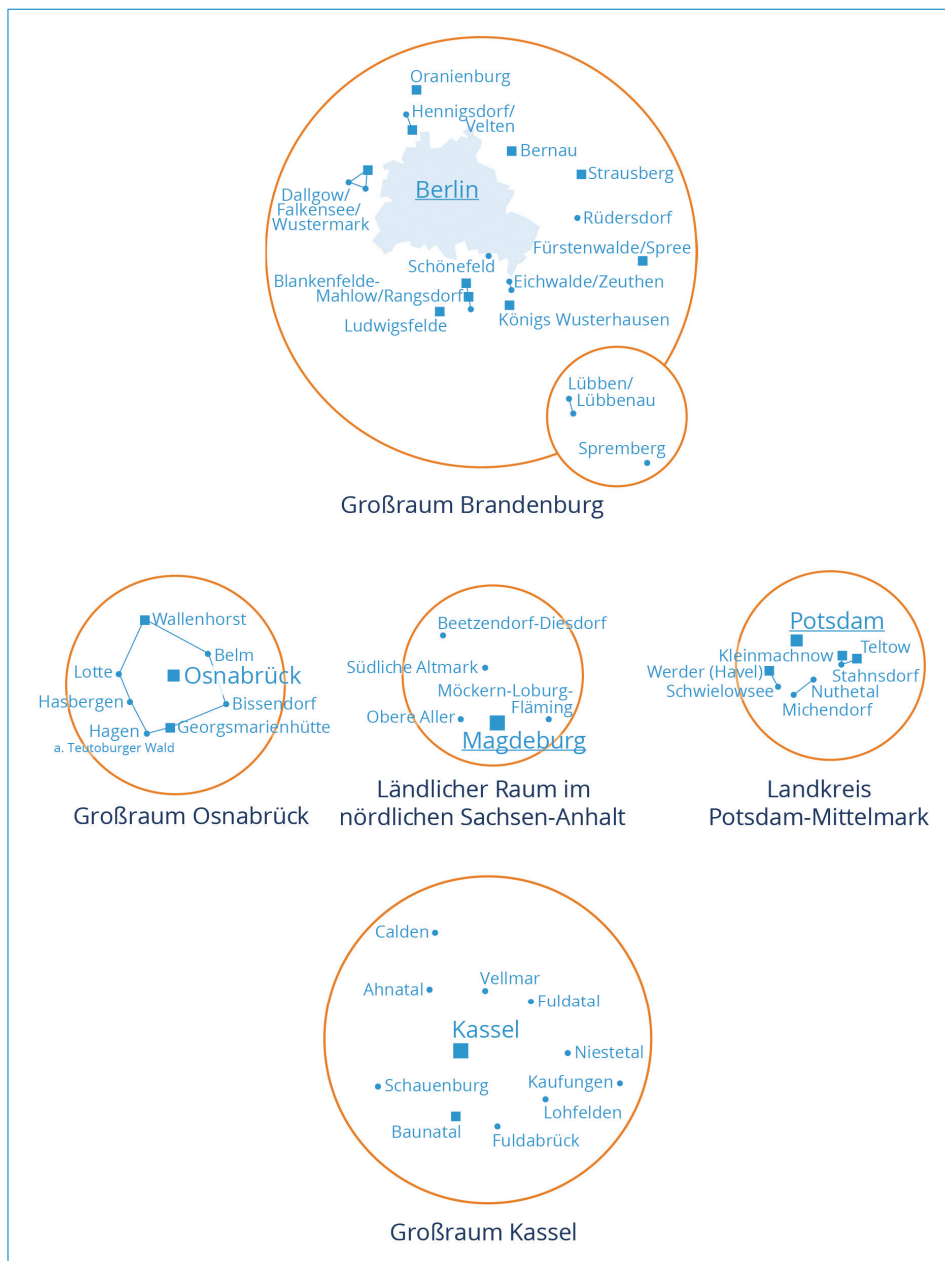 Oranienburg
Hennigsdorf/
Velten
Bernau
Strausberg
Berlin
Dallgow/
Falkensee/
Wustermark
Rüdersdorf
Fürstenwalde/Spree
Schönefeld
Blankenfelde-
Mahlow/Rangsdorf
Eichwalde/Zeuthen
Ludwigsfelde
Königs Wusterhausen
Lübben/
Lübbenau
Spremberg
Großraum Brandenburg
Wallenhorst
Belm
Lotte
Osnabrück
Hasbergen
Bissendorf
Hagen
a. Teutoburger Wald
Georgsmarienhütte
Großraum Osnabrück
Beetzendorf-Diesdorf
Südliche Altmark
Möckern-Loburg-
Fläming
Obere Aller
Magdeburg
Ländlicher Raum im
nördlichen Sachsen-Anhalt
Potsdam
Kleinmachnow
Teltow
Werder (Havel)
Stahnsdorf
Schwielowsee
Nuthetal
Michendorf
Landkreis
Potsdam-Mittelmark
Calden
Ahnatal
Vellmar
Fuldatal
Kassel
Niestetal
Schauenburg
Kaufungen
Lohfelden
Baunatal
Fuldabrück
Großraum Kassel